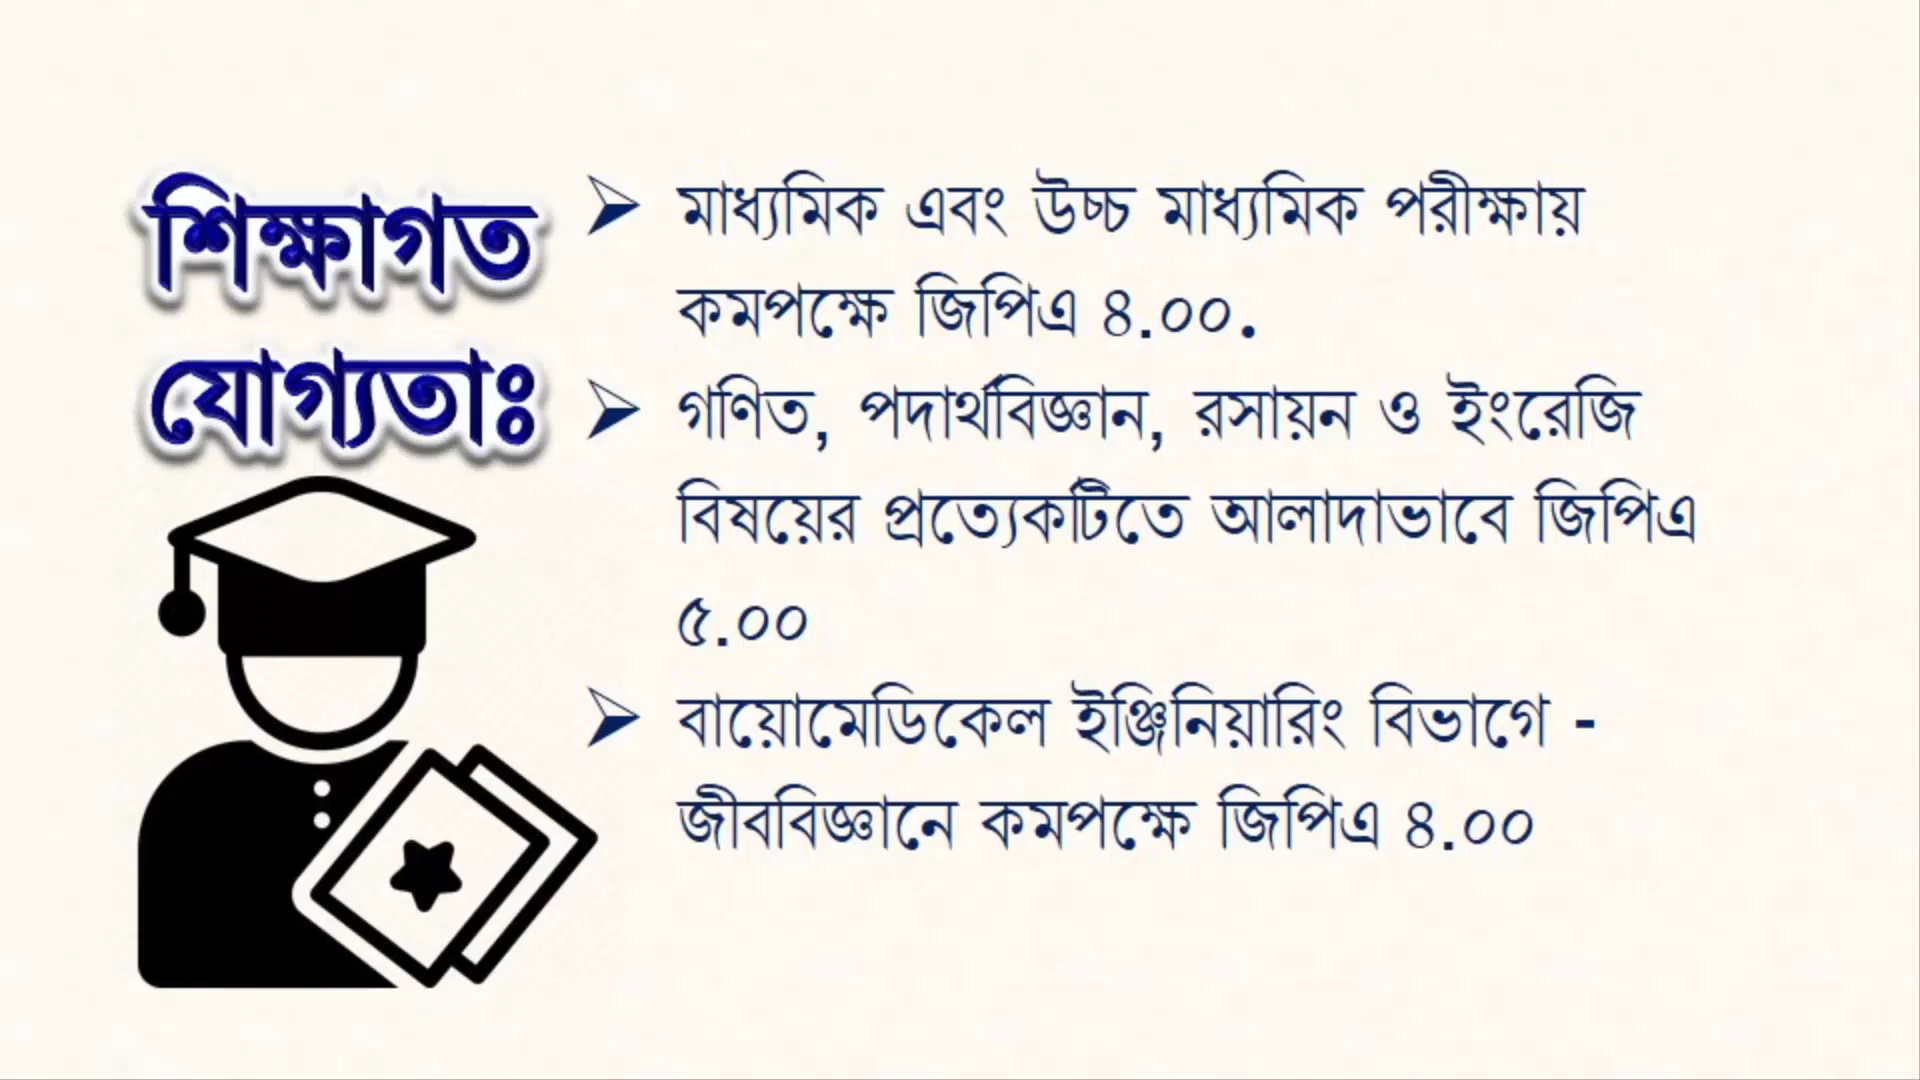 শিক্ষাগত
যোগ্যতাঃ
মাধ্যমিক এবং উচ্চ মাধ্যমিক পরীক্ষায়
কমপক্ষে জিপিএ ৪.০০.
গণিত, পদার্থবিজ্ঞান, রসায়ন ও ইংরেজি
বিষয়ের প্রত্যেকটিতে আলাদাভাবে জিপিএ
৫.০০
বায়োমেডিকেল ইঞ্জিনিয়ারিং বিভাগে -
জীববিজ্ঞানে কমপক্ষে জিপিএ ৪.০০